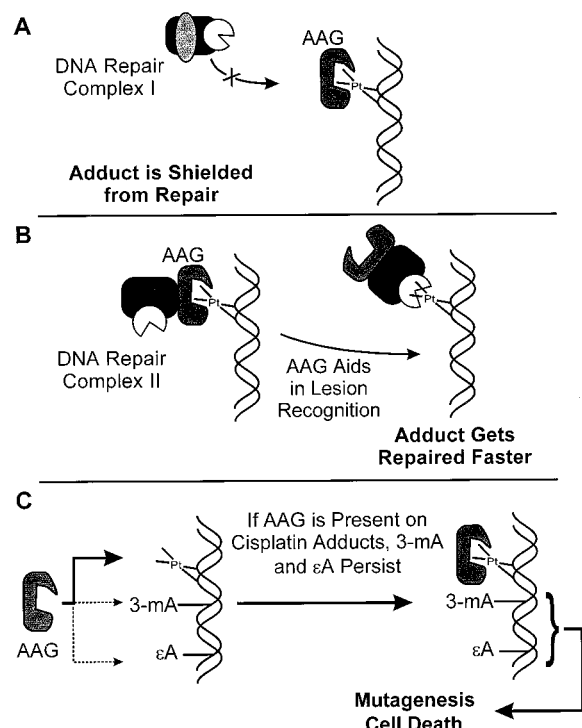 A
AAG
DNA Repair
Complex I
Pt
Adduct is Shielded
from Repair
B
AAG
Pt
Pt
DNA Repair
Complex II
AAG Aids
in Lesion
Recognition
Adduct Gets
Repaired Faster
C
If AAG is Present on
Cisplatin Adducts, 3-mA
and εA Persist
Pt
Pt
3-mA
3-mA
AAG
εA
εA
Mutagenesis
Cell Death